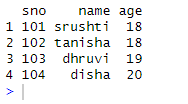 sno name age
1 101 srushti 18
2 102 tanisha 18
3 103 dhruvi 19
4 104 disha 20
>